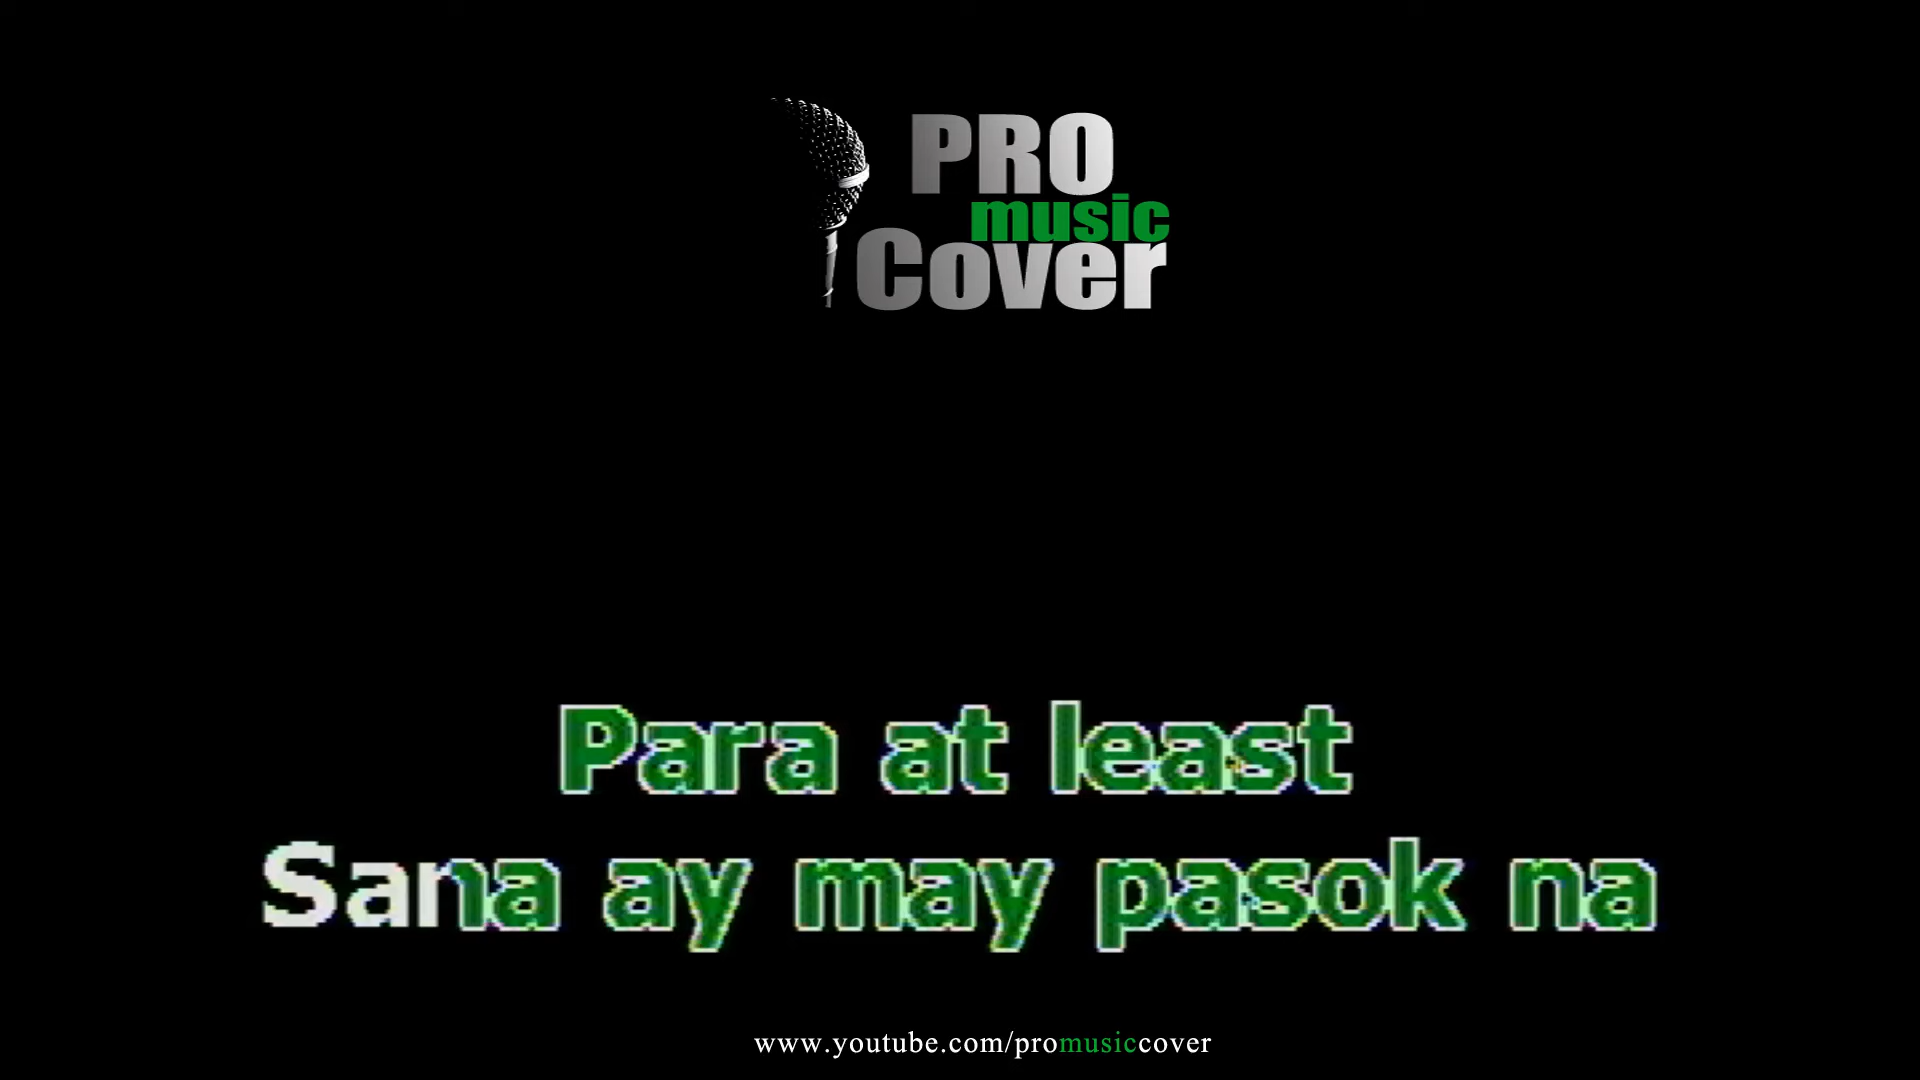 PRO
music
Cover
Para at least
Sana ay may pasok na
www.youtube.com/promusiccover